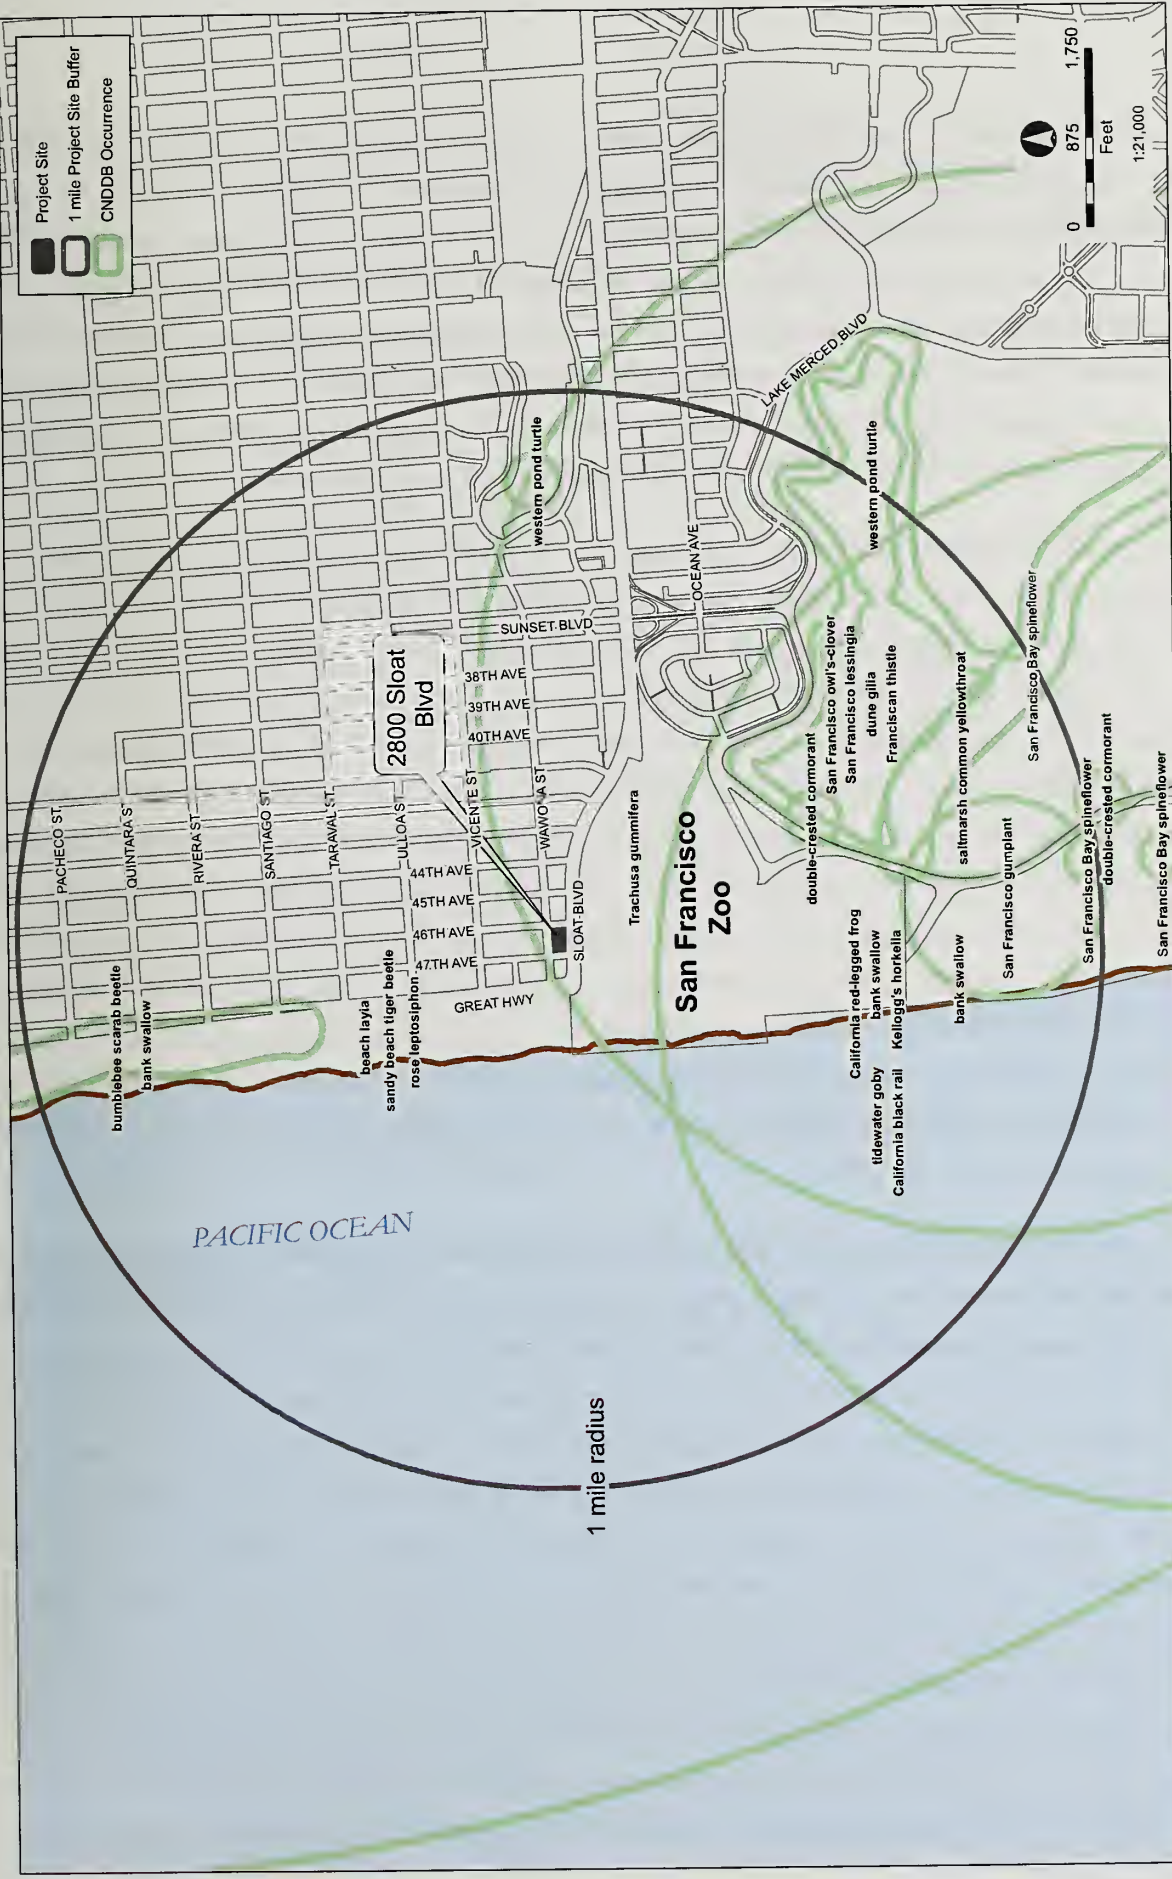 Project Site
1 mile Project Site Buffer
CNDDB Occurrence
PACHECO ST
QUINTARA ST
RIVERA ST
SANTIAGO ST
TARAVAL ST
ULLOA ST
VICENTE ST
WAWONA ST
2800 Sloat
Blvd
SUNSET BLVD
38TH AVE
39TH AVE
40TH AVE
44TH AVE
45TH AVE
46TH AVE
47TH AVE
GREAT HWY
SLOAT BLVD
OCEAN AVE
LAKE MERCED BLVD
bumblebee scarab beetle
bank swallow
beach layia
sandy beach tiger beetle
rose leptosiphon
western pond turtle
Trachusa gummifera
San Francisco
Zoo
western pond turtle
double-crested cormorant
San Francisco owl's-clover
San Francisco lessingia
dune gilia
Franciscan thistle
California red-legged frog
bank swallow
Kellogg's horkelia
tidewater goby
California black rail
saltmarsh common yellowthroat
bank swallow
San Francisco gumplant
San Francisco Bay spineflower
San Francisco Bay spineflower
double-crested cormorant
San Francisco Bay spineflower
PACIFIC OCEAN
1 mile radius
0 875 1,750
Feet
1:21,000